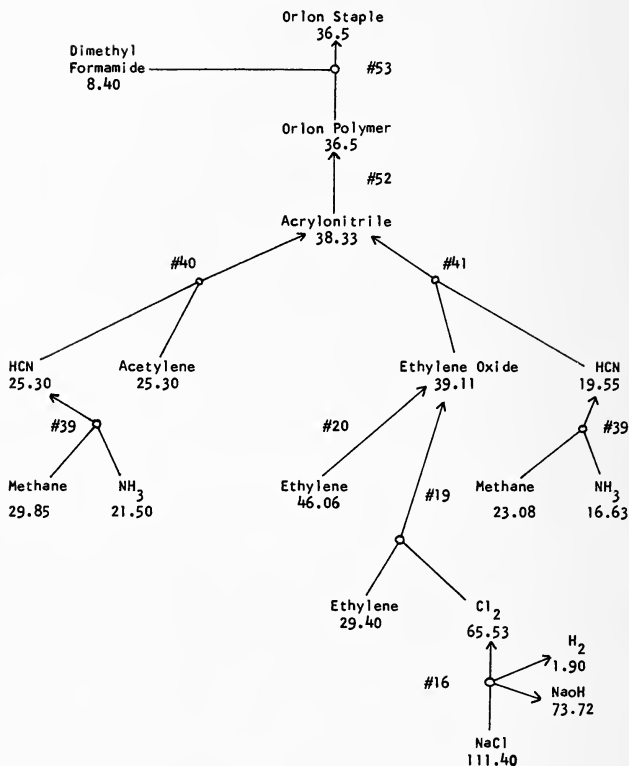 Orlon Staple
36.5
Dimethyl
Formamide
8.40
#53
Orlon Polymer
36.5
#52
Acrylonitrile
38.33
#40
#41
HCN
25.30
Acetylene
25.30
Ethylene Oxide
39.11
HCN
19.55
#39
#20
#39
Methane
29.85
NH3
21.50
Ethylene
46.06
#19
Methane
23.08
NH3
16.63
Ethylene
29.40
Cl2
65.53
H2
1.90
#16
NaoH
73.72
NaCl
111.40